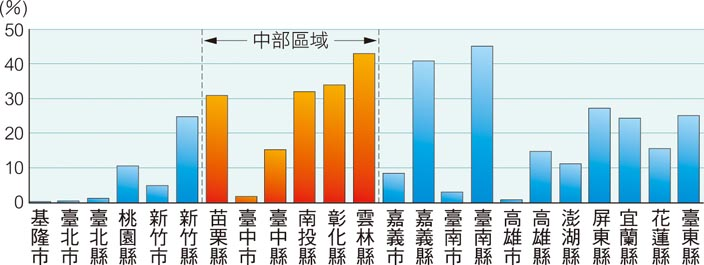 (%)
50
40
30
20
10
0
中部區域
基隆市
臺北市
臺北縣
桃園縣
新竹市
新竹縣
苗栗縣
臺中市
臺中縣
南投縣
彰化縣
雲林縣
嘉義市
嘉義縣
臺南市
臺南縣
高雄市
高雄縣
澎湖縣
屏東縣
宜蘭縣
花蓮縣
臺東縣